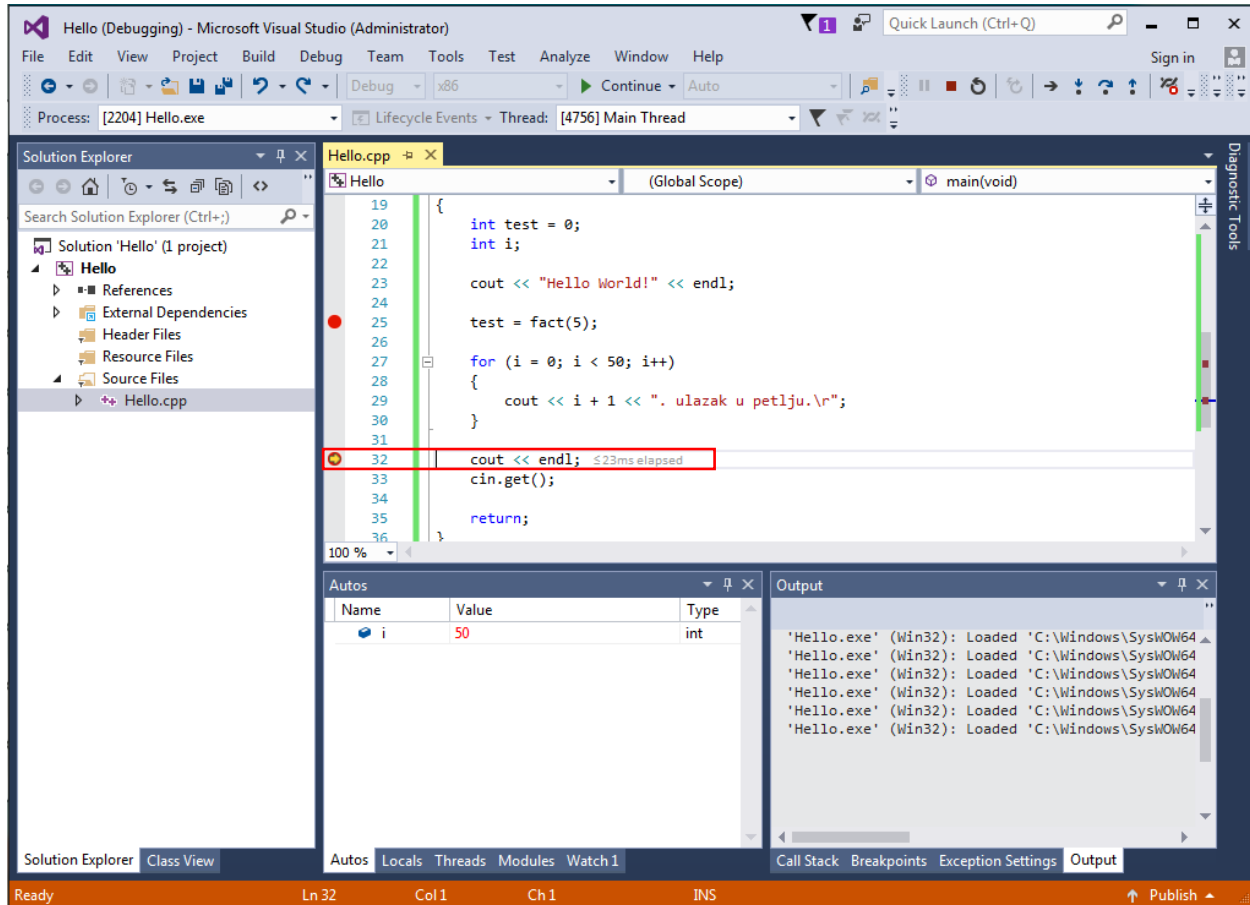 Hello (Debugging) - Microsoft Visual Studio (Administrator)
1
Quick Launch (Ctrl+Q)
File Edit View Project Build Debug Team Tools Test Analyze Window Help
Sign in
Debug x86 Continue Auto
Process: [2204] Hello.exe Lifecycle Events Thread: [4756] Main Thread
Solution Explorer
Search Solution Explorer (Ctrl+;)
Solution 'Hello' (1 project)
Hello
References
External Dependencies
Header Files
Resource Files
Source Files
Hello.cpp
Solution Explorer Class View
Hello.cpp
Hello (Global Scope) main(void)
19 {
20 int test = 0;
21 int i;
22
23 cout << "Hello World!" << endl;
24
25 test = fact(5);
26
27 for (i = 0; i < 50; i++)
28 {
29 cout << i + 1 << ". ulazak u petlju.\r";
30 }
31
32 cout << endl; ≤23ms elapsed
33 cin.get();
34
35 return;
36 }
100 %
Autos
Name Value Type
i 50 int
Autos Locals Threads Modules Watch 1
Output
'Hello.exe' (Win32): Loaded 'C:\Windows\SysWOW64
'Hello.exe' (Win32): Loaded 'C:\Windows\SysWOW64
'Hello.exe' (Win32): Loaded 'C:\Windows\SysWOW64
'Hello.exe' (Win32): Loaded 'C:\Windows\SysWOW64
'Hello.exe' (Win32): Loaded 'C:\Windows\SysWOW64
'Hello.exe' (Win32): Loaded 'C:\Windows\SysWOW64
Call Stack Breakpoints Exception Settings Output
Diagnostic Tools
Ready Ln 32 Col 1 Ch 1 INS Publish